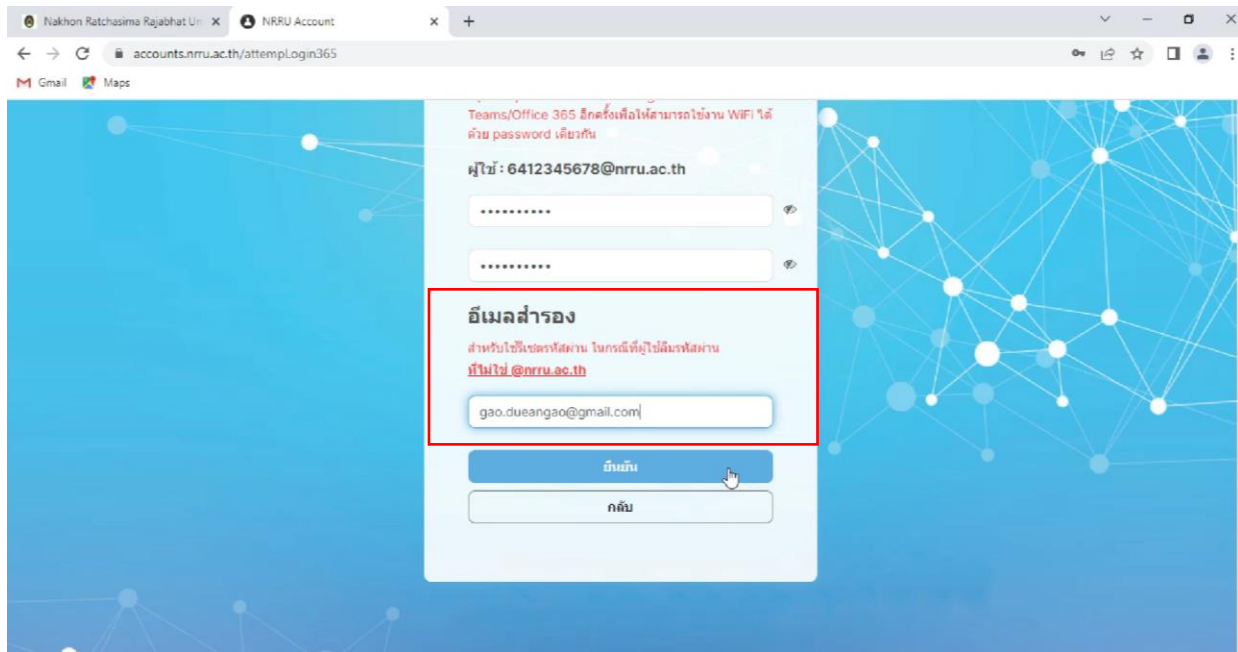 Nakhon Ratchasima Rajabhat Un
NRRU Account
accounts.nrru.ac.th/attempLogin365
Gmail
Maps
Teams/Office 365 อีกครั้งเพื่อให้สามารถใช้งาน WiFi ได้
ด้วย password เดียวกัน
ผู้ใช้ : 6412345678@nrru.ac.th
••••••••••
••••••••••
อีเมลสำรอง
สำหรับใช้รีเซตรหัสผ่าน ในกรณีที่ผู้ใช้ลืมรหัสผ่าน
ที่ไม่ใช่ @nrru.ac.th
gao.dueangao@gmail.com
ยืนยัน
กลับ